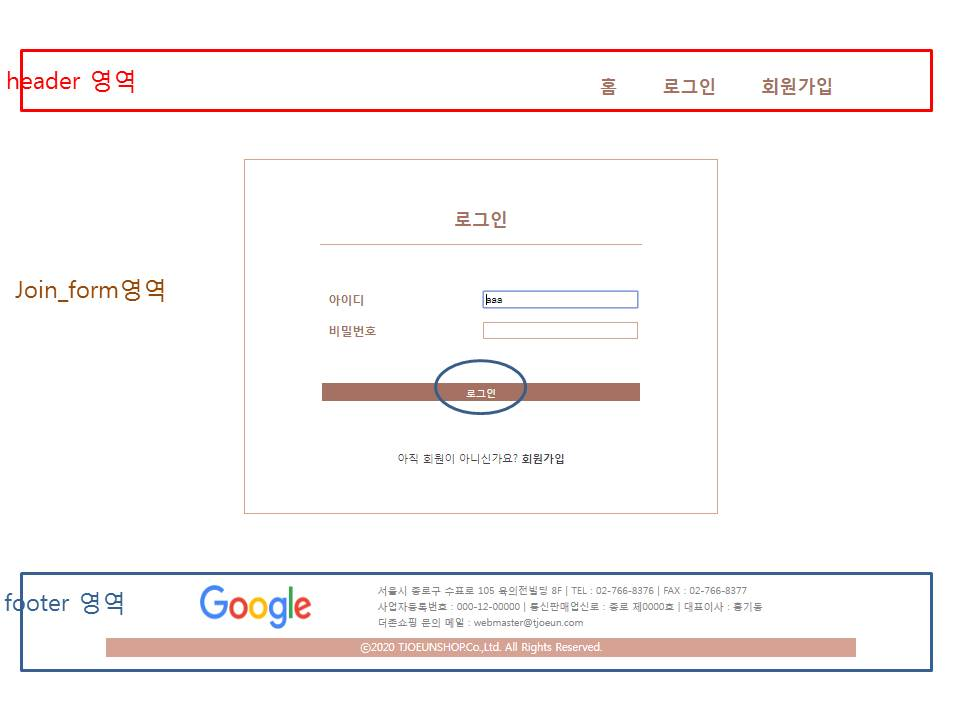 header 영역
홈 로그인 회원가입
로그인
Join_form영역
아이디 aaa
비밀번호
로그인
아직 회원이 아니신가요? 회원가입
footer 영역
Google
서울시 종로구 수표로 105 육의전빌딩 8F | TEL : 02-766-8376 | FAX : 02-766-8377
사업자등록번호 : 000-12-00000 | 통신판매업신로 : 종로 제0000호 | 대표이사 : 홍기동
더존쇼핑 문의 메일 : webmaster@tjoeun.com
©2020 TJOEUNSHOP.Co.,Ltd. All Rights Reserved.